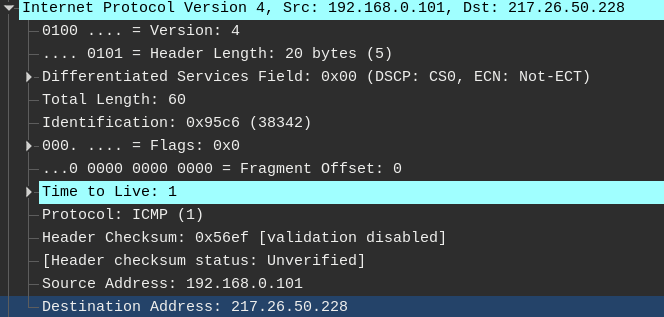 Internet Protocol Version 4, Src: 192.168.0.101, Dst: 217.26.50.228
0100 .... = Version: 4
.... 0101 = Header Length: 20 bytes (5)
Differentiated Services Field: 0x00 (DSCP: CS0, ECN: Not-ECT)
Total Length: 60
Identification: 0x95c6 (38342)
000. .... = Flags: 0x0
...0 0000 0000 0000 = Fragment Offset: 0
Time to Live: 1
Protocol: ICMP (1)
Header Checksum: 0x56ef [validation disabled]
[Header checksum status: Unverified]
Source Address: 192.168.0.101
Destination Address: 217.26.50.228